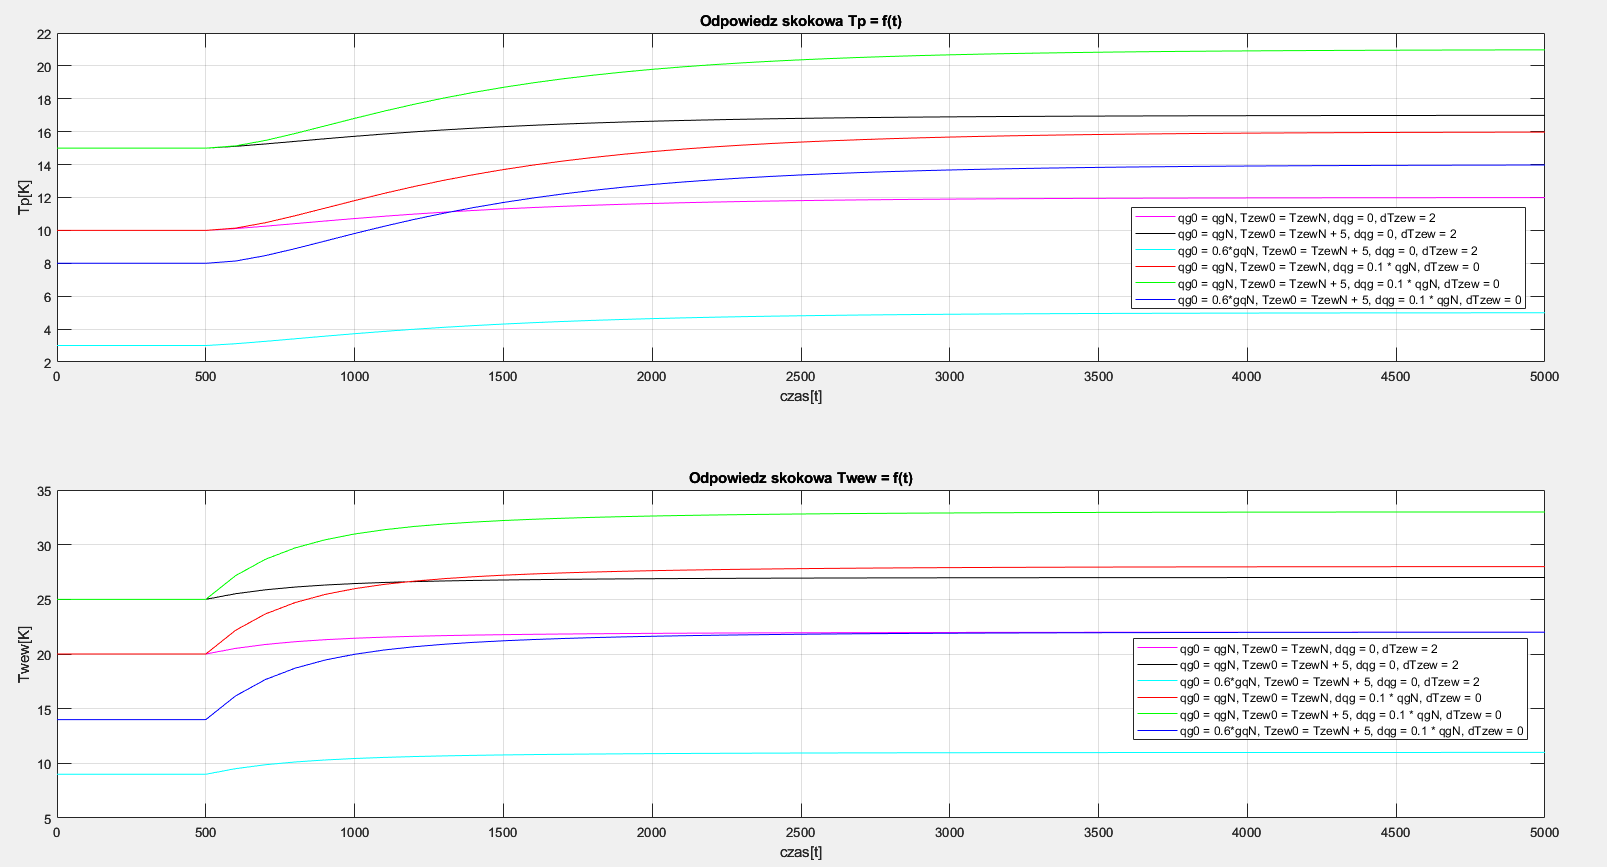 Odpowiedz skokowa Tp = f(t)
22
20
18
16
14
12
10
8
6
4
2
Tp[K]
qg0 = qgN, Tzew0 = TzewN, dqg = 0, dTzew = 2
qg0 = qgN, Tzew0 = TzewN + 5, dqg = 0, dTzew = 2
qg0 = 0.6*gqN, Tzew0 = TzewN + 5, dqg = 0, dTzew = 2
qg0 = qgN, Tzew0 = TzewN, dqg = 0.1 * qgN, dTzew = 0
qg0 = qgN, Tzew0 = TzewN + 5, dqg = 0.1 * qgN, dTzew = 0
qg0 = 0.6*gqN, Tzew0 = TzewN + 5, dqg = 0.1 * qgN, dTzew = 0
0 500 1000 1500 2000 2500 3000 3500 4000 4500 5000
czas[t]
Odpowiedz skokowa Twew = f(t)
35
30
25
20
15
10
5
Twew[K]
qg0 = qgN, Tzew0 = TzewN, dqg = 0, dTzew = 2
qg0 = qgN, Tzew0 = TzewN + 5, dqg = 0, dTzew = 2
qg0 = 0.6*gqN, Tzew0 = TzewN + 5, dqg = 0, dTzew = 2
qg0 = qgN, Tzew0 = TzewN, dqg = 0.1 * qgN, dTzew = 0
qg0 = qgN, Tzew0 = TzewN + 5, dqg = 0.1 * qgN, dTzew = 0
qg0 = 0.6*gqN, Tzew0 = TzewN + 5, dqg = 0.1 * qgN, dTzew = 0
0 500 1000 1500 2000 2500 3000 3500 4000 4500 5000
czas[t]